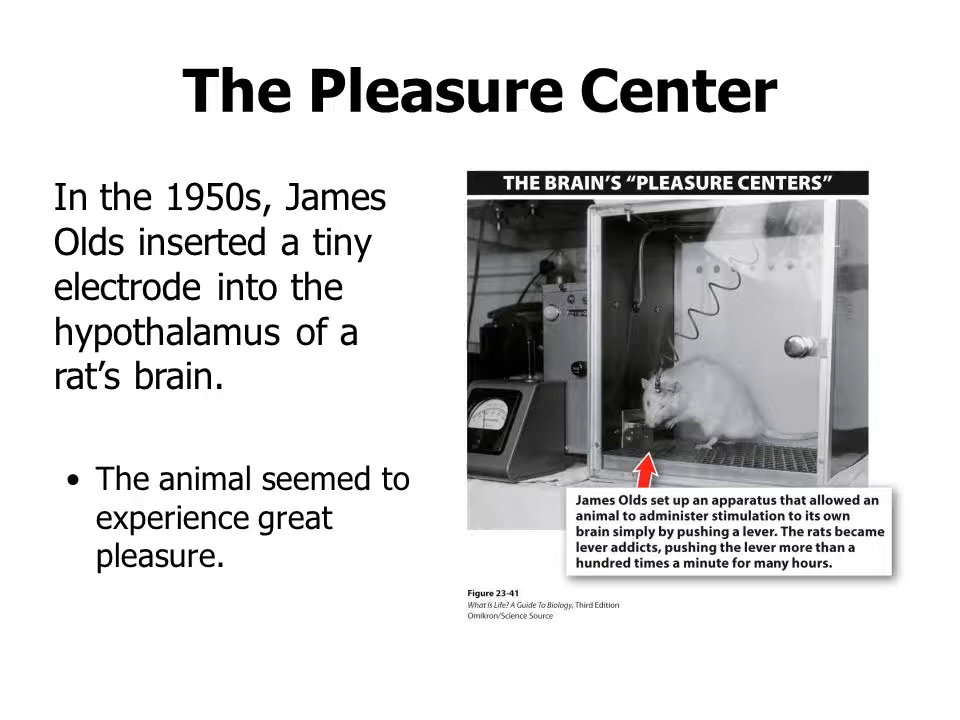 The Pleasure Center
In the 1950s, James
Olds inserted a tiny
electrode into the
hypothalamus of a
rat’s brain.
• The animal seemed to
experience great
pleasure.
THE BRAIN’S “PLEASURE CENTERS”
James Olds set up an apparatus that allowed an
animal to administer stimulation to its own
brain simply by pushing a lever. The rats became
lever addicts, pushing the lever more than a
hundred times a minute for many hours.
Figure 23-41
What Is Life? A Guide To Biology, Third Edition
Omikron/Science Source